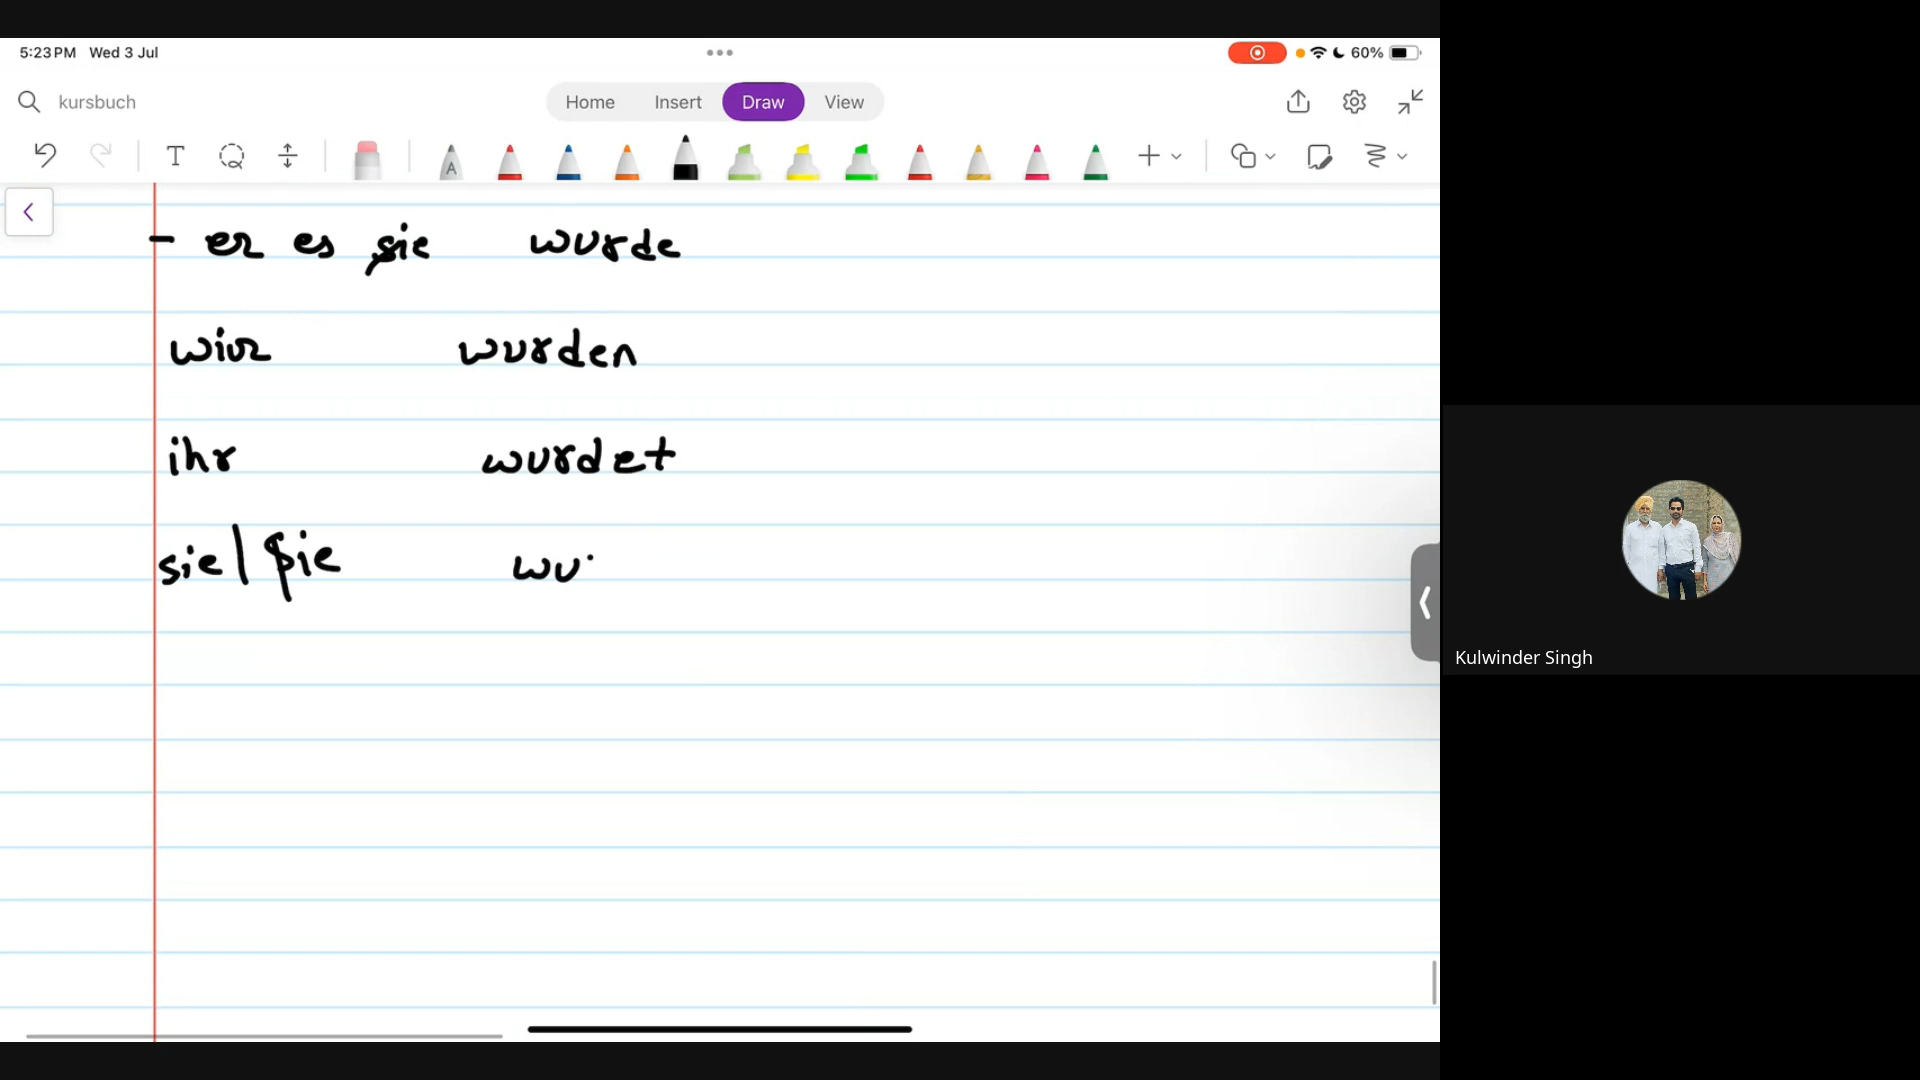 5:23 PM Wed 3 Jul 60%
kursbuch Home Insert Draw View
T A
- er es sie wurde
wir wurden
ihr wurdet
sie/Sie wu
Kulwinder Singh